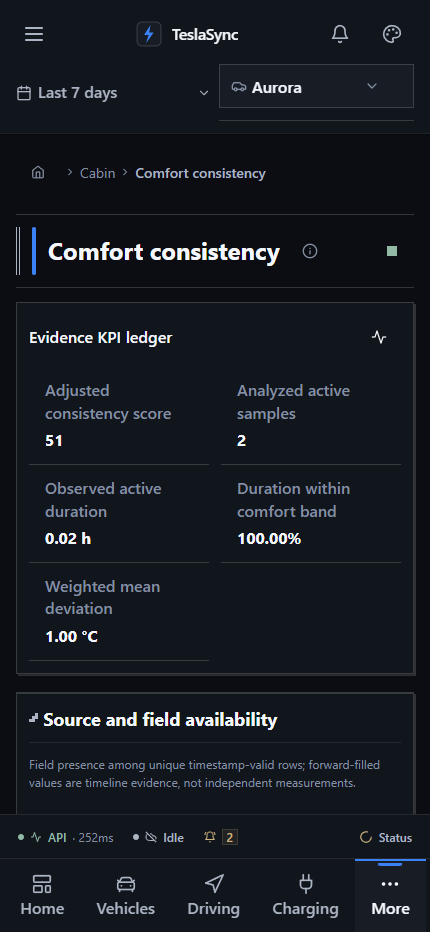 TeslaSync
Last 7 days
Aurora
Cabin
Comfort consistency
Comfort consistency
Evidence KPI ledger
Adjusted
consistency score
51
Analyzed active
samples
2
Observed active
duration
0.02 h
Duration within
comfort band
100.00%
Weighted mean
deviation
1.00 °C
Source and field availability
Field presence among unique timestamp-valid rows; forward-filled
values are timeline evidence, not independent measurements.
API · 252ms
Idle
2
Status
Home
Vehicles
Driving
Charging
More